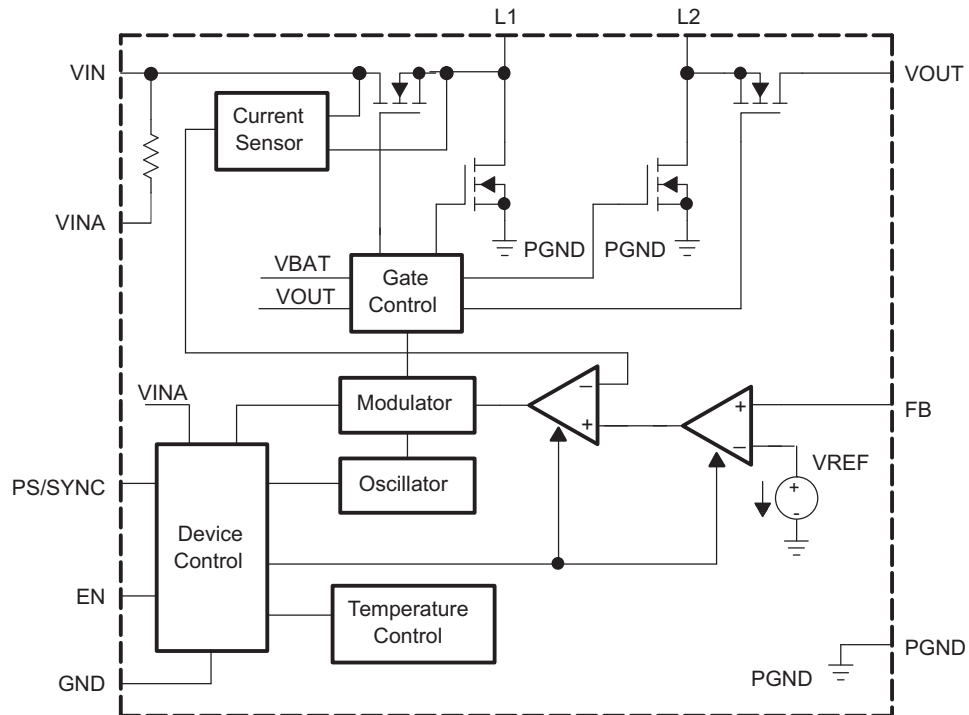 L1
L2
VIN
VOUT
Current
Sensor
VINA
PGND
PGND
VBAT
VOUT
Gate
Control
VINA
Modulator
−
+
+
−
FB
VREF
+
-
PS/SYNC
Oscillator
Device
Control
EN
Temperature
Control
PGND
PGND
GND